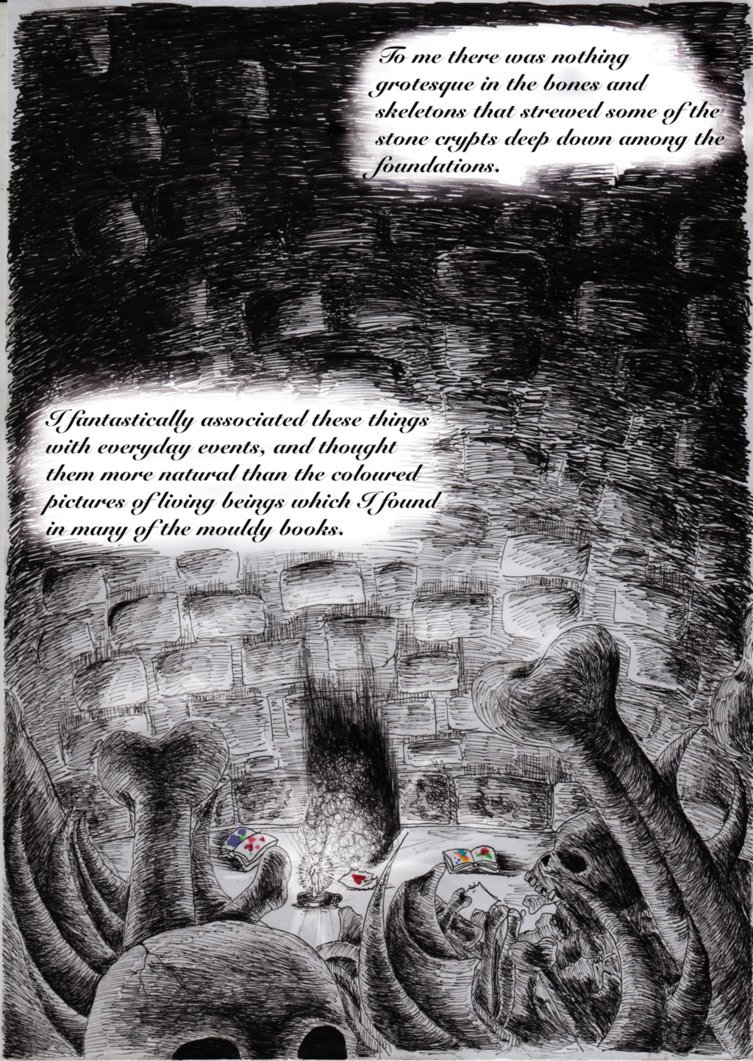 To me there was nothing
grotesque in the bones and
skeletons that strewed some of the
stone crypts deep down among the
foundations.
I fantastically associated these things
with everyday events, and thought
them more natural than the coloured
pictures of living beings which I found
in many of the mouldy books.